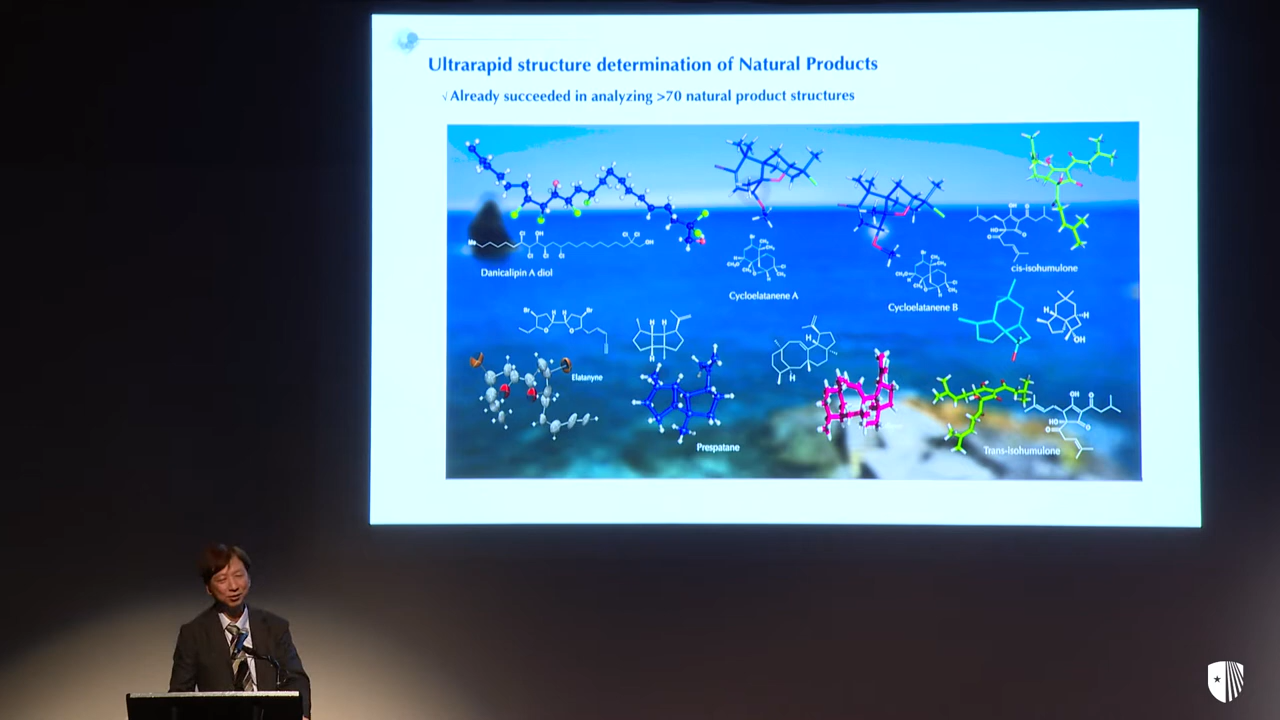 Ultrarapid structure determination of Natural Products
√Already succeeded in analyzing >70 natural product structures
Danicalipin A diol
Cycloelatanene A
Cycloelatanene B
cis-isohumulone
Elatanyne
Prespatane
Trans-isohumulone